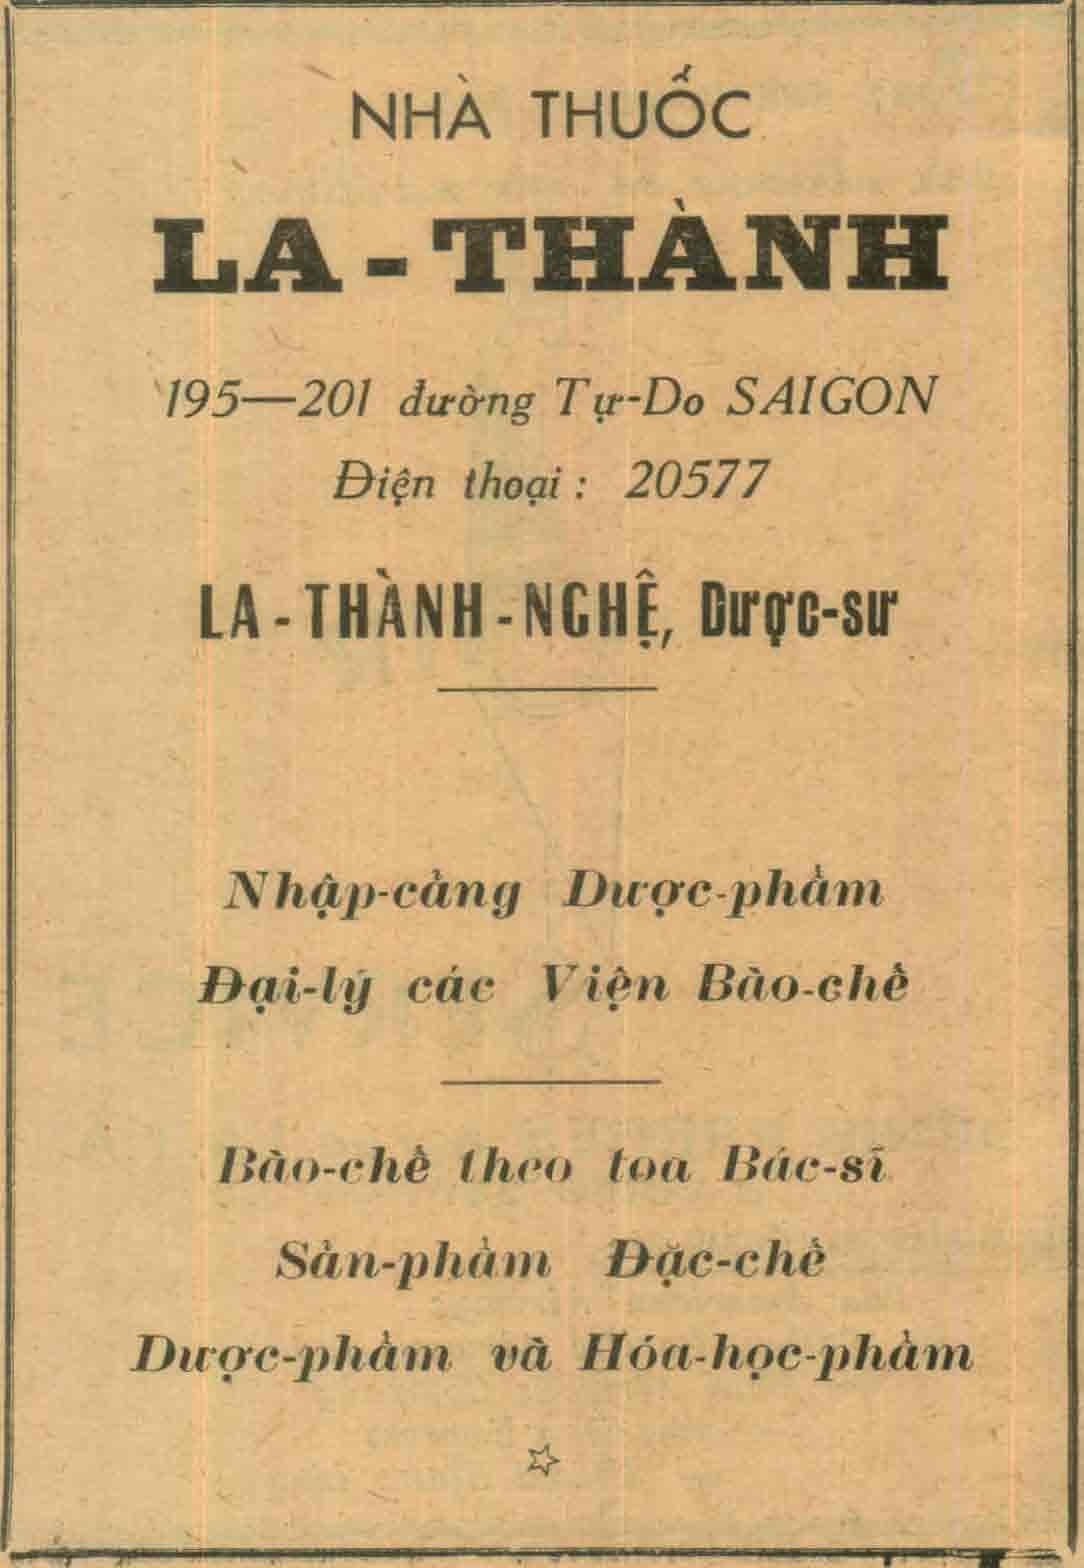 NHÀ THUỐC
LA-THÀNH
195—201 đường Tự-Do SAIGON
Điện thoại : 20577
LA-THÀNH-NGHỆ, Dược-sư
Nhập-cảng Dược-phẩm
Đại-lý các Viện Bào-chế
Bào-chế theo toa Bác-sĩ
Sản-phẩm Đặc-chế
Dược-phẩm và Hóa-học-phẩm